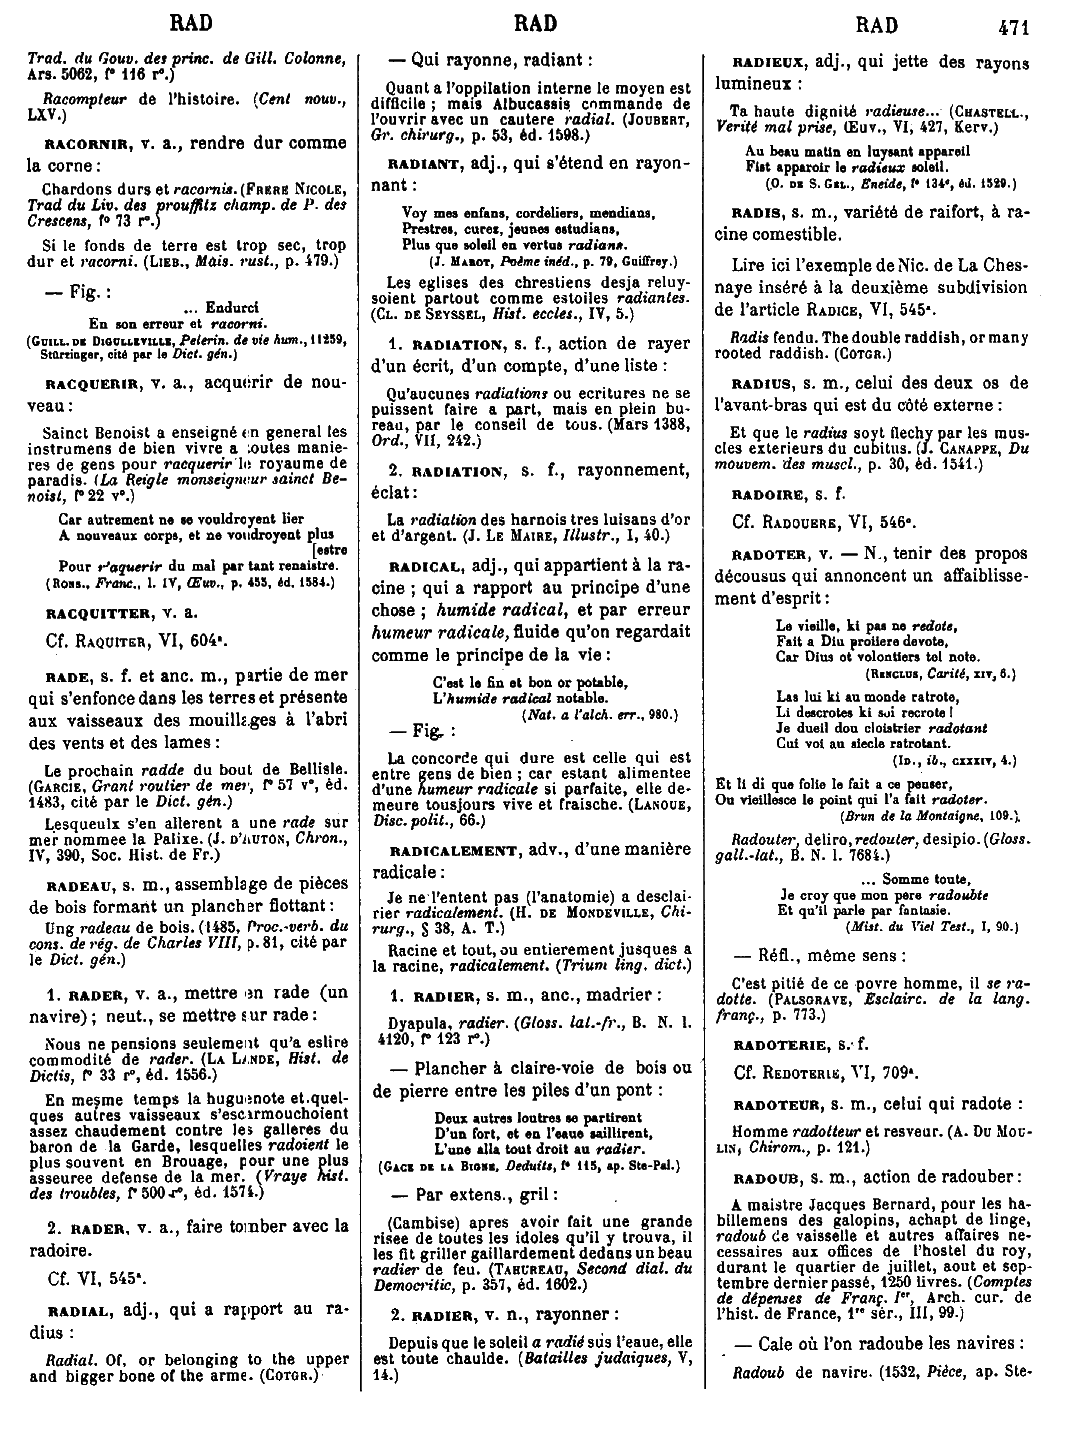 RAD
RAD
RAD
471
Trad. du Gouv. des princ. de Gill. Colonne,
Ars. 5062, f° 116 r°.)
Racompteur de l'histoire. (Cent nouv.,
LXV.)
RACORNIR, v. a., rendre dur comme
la corne :
Chardons durs et racornis. (FRERE NICOLE,
Trad du Liv. des prouffitz champ. de P. des
Crescens, f° 73 r°.)
Si le fonds de terre est trop sec, trop
dur et racorni. (LIEB., Mais. rust., p. 479.)
— Fig. :
... Endurci
En son erreur et racorni.
(GUILL. DE DIGULLEVILLE, Pelerin. de vie hum., 11259,
Sturzinger, cité par le Dict. gén.)
RACQUERIR, v. a., acquérir de nou-
veau :
Sainct Benoist a enseigné en general les
instrumens de bien vivre a toutes manie-
res de gens pour racquerir le royaume de
paradis. (La Reigle monseigneur sainct Be-
noist, f° 22 v°.)
Car autrement ne se vouldroyent lier
A nouveaux corps, et ne voudroyent plus
[estre
Pour r'aquerir du mal par tant renaistre.
(RONS., Franc., l. IV, Œuv., p. 455, éd. 1584.)
RACQUITTER, v. a.
Cf. RAQUITER, VI, 604ª.
RADE, s. f. et anc. m., partie de mer
qui s'enfonce dans les terres et présente
aux vaisseaux des mouillages à l'abri
des vents et des lames :
Le prochain radde du bout de Bellisle.
(GARCIE, Grant routier de mer, f° 57 v°, éd.
1483, cité par le Dict. gén.)
Lesqueulx s'en allerent a une rade sur
mer nommee la Palixe. (J. D'AUTON, Chron.,
IV, 390, Soc. Hist. de Fr.)
RADEAU, s. m., assemblage de pièces
de bois formant un plancher flottant :
Ung radeau de bois. (1485, Proc.-verb. du
cons. de rég. de Charles VIII, p. 81, cité par
le Dict. gén.)
1. RADER, v. a., mettre en rade (un
navire) ; neut., se mettre sur rade :
Nous ne pensions seulement qu'a eslire
commodité de rader. (LA LANDE, Hist. de
Dictis, f° 33 r°, éd. 1556.)
En mesme temps la huguenote et quel-
ques autres vaisseaux s'escarmouchoient
assez chaudement contre les galleres du
baron de la Garde, lesquelles radoient le
plus souvent en Brouage, pour une plus
asseuree defense de la mer. (Vraye hist.
des troubles, f° 500 r°, éd. 1574.)
2. RADER, v. a., faire tomber avec la
radoire.
Cf. VI, 545ª.
RADIAL, adj., qui a rapport au ra-
dius :
Radial. Of, or belonging to the upper
and bigger bone of the arme. (COTGR.)
— Qui rayonne, radiant :
Quant a l'oppilation interne le moyen est
difficile ; mais Albucassis commande de
l'ouvrir avec un cautere radial. (JOUBERT,
Gr. chirurg., p. 53, éd. 1598.)
RADIANT, adj., qui s'étend en rayon-
nant :
Voy mes enfans, cordeliers, mendians,
Prestres, cures, jeunes estudians,
Plus que soleil en vertus radians.
(J. MAROT, Poème inéd., p. 79, Guiffrey.)
Les eglises des chrestiens desja reluy-
soient partout comme estoiles radiantes.
(CL. DE SEYSSEL, Hist. eccles., IV, 5.)
1. RADIATION, s. f., action de rayer
d'un écrit, d'un compte, d'une liste :
Qu'aucunes radiations ou ecritures ne se
puissent faire a part, mais en plein bu-
reau, par le conseil de tous. (Mars 1388,
Ord., VII, 242.)
2. RADIATION, s. f., rayonnement,
éclat :
La radiation des harnois tres luisans d'or
et d'argent. (J. LE MAIRE, Illustr., I, 40.)
RADICAL, adj., qui appartient à la ra-
cine ; qui a rapport au principe d'une
chose ; humide radical, et par erreur
humeur radicale, fluide qu'on regardait
comme le principe de la vie :
C'est le fin et bon or potable,
L'humide radical notable.
(Nat. a l'alch. err., 980.)
— Fig. :
La concorde qui dure est celle qui est
entre gens de bien ; car estant alimentee
d'une humeur radicale si parfaite, elle de-
meure tousjours vive et fraische. (LANOUE,
Disc. polit., 66.)
RADICALEMENT, adv., d'une manière
radicale :
Je ne l'entent pas (l'anatomie) a desclai-
rier radicalement. (H. DE MONDEVILLE, Chi-
rurg., § 38, A. T.)
Racine et tout, ou entierement jusques a
la racine, radicalement. (Trium ling. dict.)
1. RADIER, s. m., anc., madrier :
Dyapula, radier. (Gloss. lat.-fr., B. N. l.
4120, f° 123 r°.)
— Plancher à claire-voie de bois ou
de pierre entre les piles d'un pont :
Deux autres loutres se partirent
D'un fort, et en l'eaue saillirent,
L'une alla tout droit au radier.
(GACE DE LA BIGNE, Deduits, f° 115, ap. Ste-Pal.)
— Par extens., gril :
(Cambise) apres avoir fait une grande
risee de toutes les idoles qu'il y trouva, il
les fit griller gaillardement dedans un beau
radier de feu. (TAHUREAU, Second dial. du
Democritic, p. 357, éd. 1602.)
2. RADIER, v. n., rayonner :
Depuis que le soleil a radié sus l'eaue, elle
est toute chaulde. (Batailles judaiques, V,
14.)
RADIEUX, adj., qui jette des rayons
lumineux :
Ta haute dignité radieuse... (CHASTELL.,
Verité mal prise, Œuv., VI, 427, Kerv.)
Au beau matin en luysant appareil
Fist apparoir le radieux soleil.
(O. DE S. GEL., Eneide, f° 134ᶜ, éd. 1529.)
RADIS, s. m., variété de raifort, à ra-
cine comestible.
Lire ici l'exemple de Nic. de La Ches-
naye inséré à la deuxième subdivision
de l'article RADICE, VI, 545ª.
Radis fendu. The double raddish, or many
rooted raddish. (COTGR.)
RADIUS, s. m., celui des deux os de
l'avant-bras qui est du côté externe :
Et que le radius soyt flechy par les mus-
cles exterieurs du cubitus. (J. CANAPPE, Du
mouvem. des muscl., p. 30, éd. 1541.)
RADOIRE, s. f.
Cf. RADOUERE, VI, 546ª.
RADOTER, v. — N., tenir des propos
décousus qui annoncent un affaiblisse-
ment d'esprit :
Le vieille, ki pas ne redote,
Fait a Diu proiiere devote,
Car Dius ot volontiers tel note.
(RENCLUS, Carité, XIV, 6.)
Las lui ki au monde ratrote,
Li descrotes ki soi recrote !
Je dueil dou cloistrier radotant
Cui voi au siecle ratrotant.
(ID., ib., CXXXIV, 4.)
Et li di que folie le fait a ce penser,
Ou vieillesce le point qui l'a fait radoter.
(Brun de la Montaigne, 109.)
Radouter, deliro, redouter, desipio. (Gloss.
gall.-lat., B. N. l. 7684.)
... Somme toute,
Je croy que mon pere radoubte
Et qu'il parle par fantasie.
(Mist. du Viel Test., I, 90.)
— Réfl., même sens :
C'est pitié de ce povre homme, il se ra-
dotte. (PALSGRAVE, Esclairc. de la lang.
franç., p. 773.)
RADOTERIE, s. f.
Cf. REDOTERIE, VI, 709ª.
RADOTEUR, s. m., celui qui radote :
Homme radotteur et resveur. (A. DU MOU-
LIN, Chirom., p. 121.)
RADOUB, s. m., action de radouber :
A maistre Jacques Bernard, pour les ha-
billemens des galopins, achapt de linge,
radoub de vaisselle et autres affaires ne-
cessaires aux offices de l'hostel du roy,
durant le quartier de juillet, aout et sep-
tembre dernier passé, 1250 livres. (Comptes
de dépenses de Franç. Iᵉʳ, Arch. cur. de
l'hist. de France, 1ʳᵉ sér., III, 99.)
— Cale où l'on radoube les navires :
Radoub de navire. (1532, Pièce, ap. Ste-